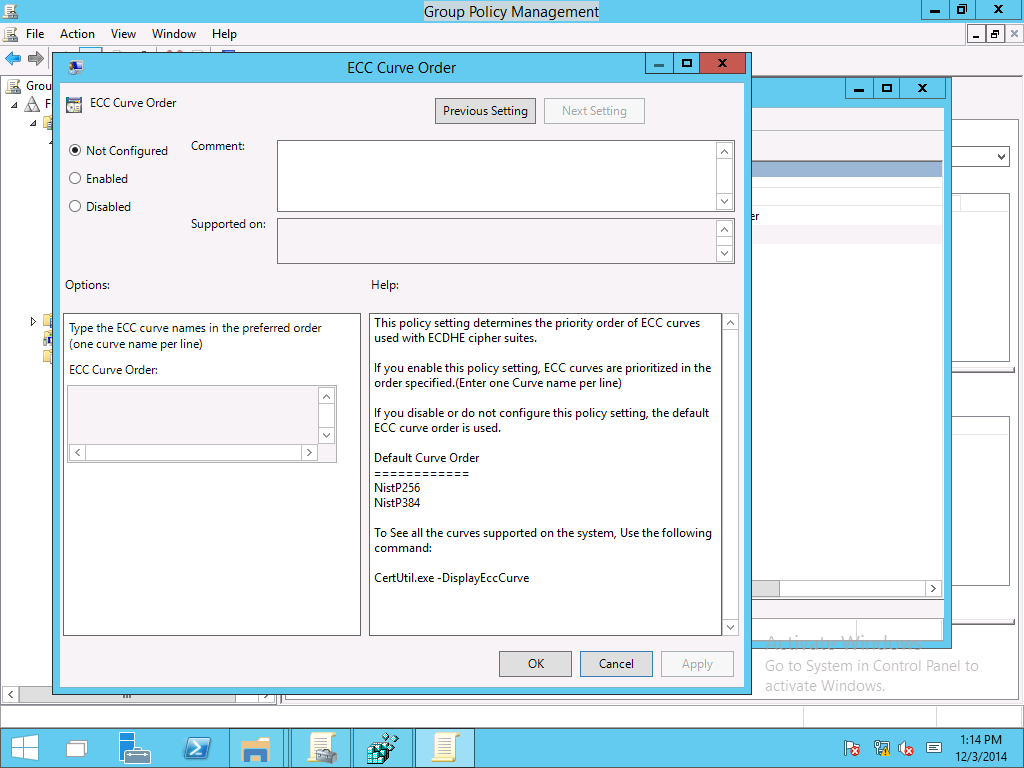 Group Policy Management
File Action View Window Help
ECC Curve Order
Grou
F
ECC Curve Order
Previous Setting
Next Setting
Not Configured
Comment:
Enabled
Disabled
Supported on:
er
Options:
Help:
Type the ECC curve names in the preferred order
(one curve name per line)
ECC Curve Order:
This policy setting determines the priority order of ECC curves
used with ECDHE cipher suites.
If you enable this policy setting, ECC curves are prioritized in the
order specified.(Enter one Curve name per line)
If you disable or do not configure this policy setting, the default
ECC curve order is used.
Default Curve Order
============
NistP256
NistP384
To See all the curves supported on the system, Use the following
command:
CertUtil.exe -DisplayEccCurve
OK
Cancel
Apply
Activate Windows
Go to System in Control Panel to
activate Windows.
1:14 PM
12/3/2014